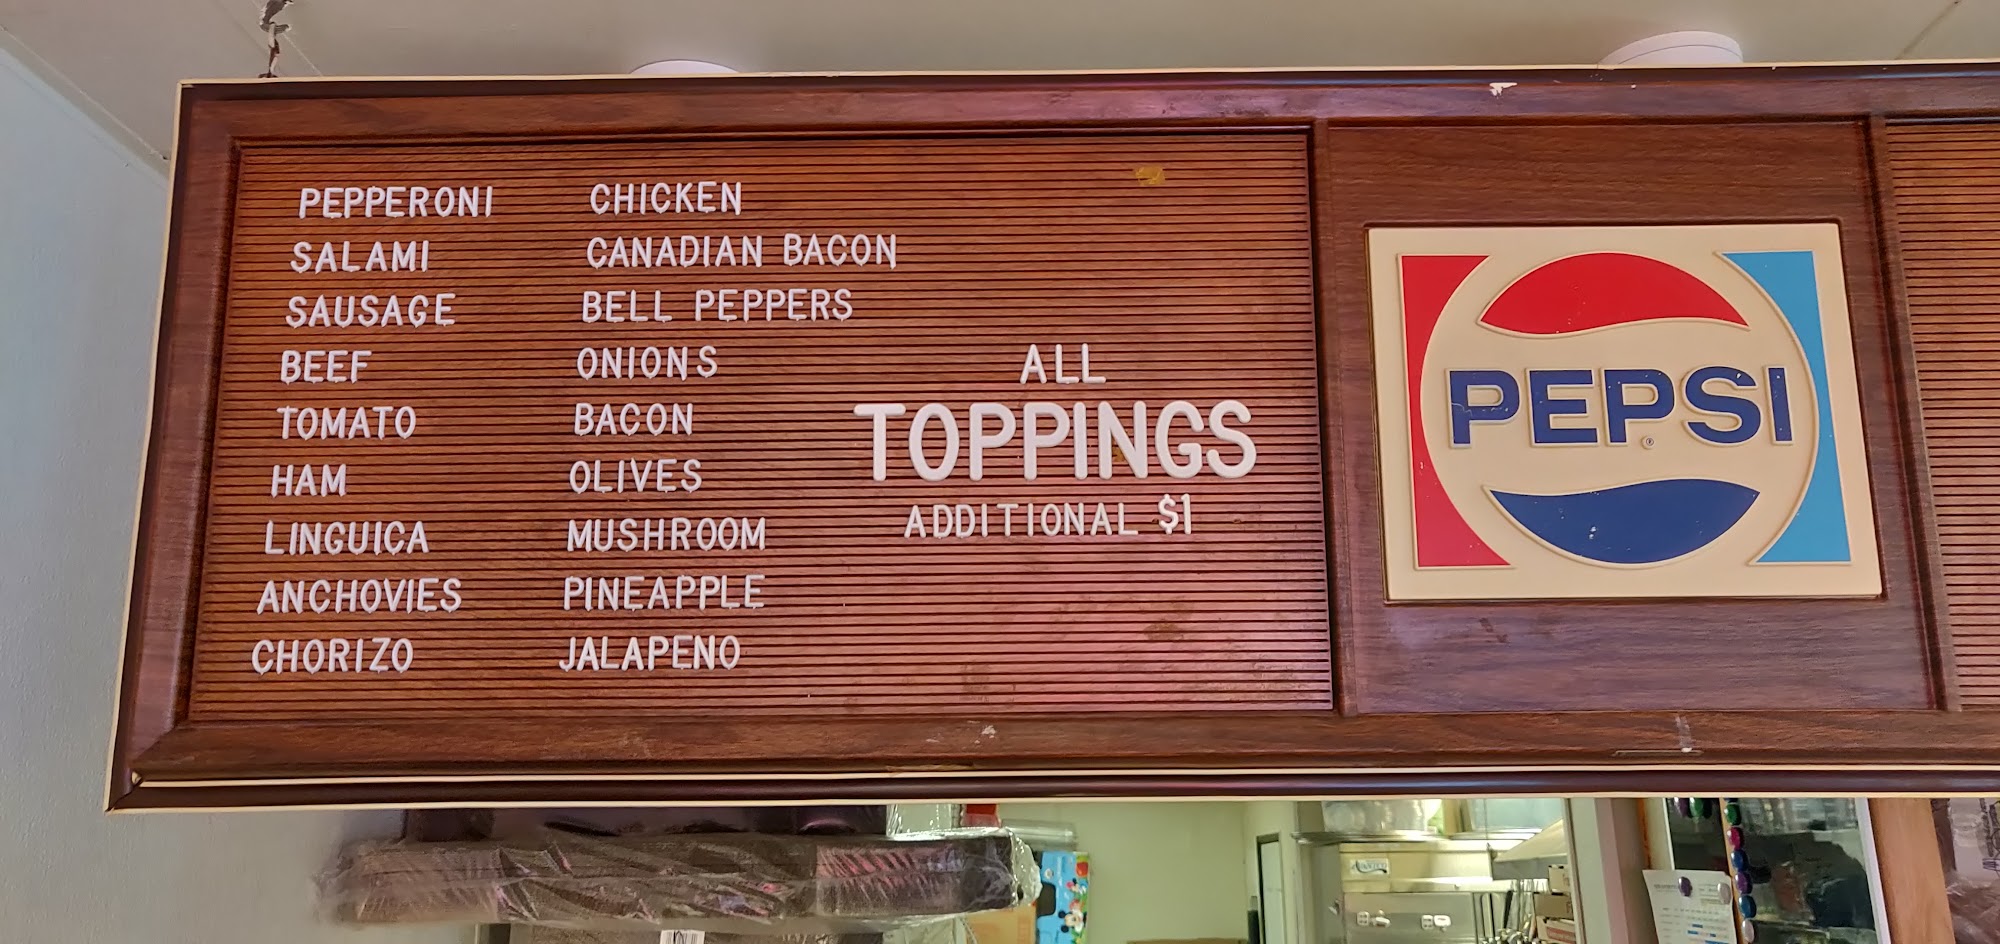 PEPPERONI
SALAMI
SAUSAGE
BEEF
TOMATO
HAM
LINGUICA
ANCHOVIES
CHORIZO
CHICKEN
CANADIAN BACON
BELL PEPPERS
ONIONS
BACON
OLIVES
MUSHROOM
PINEAPPLE
JALAPENO
ALL
TOPPINGS
ADDITIONAL $1
PEPSI
®